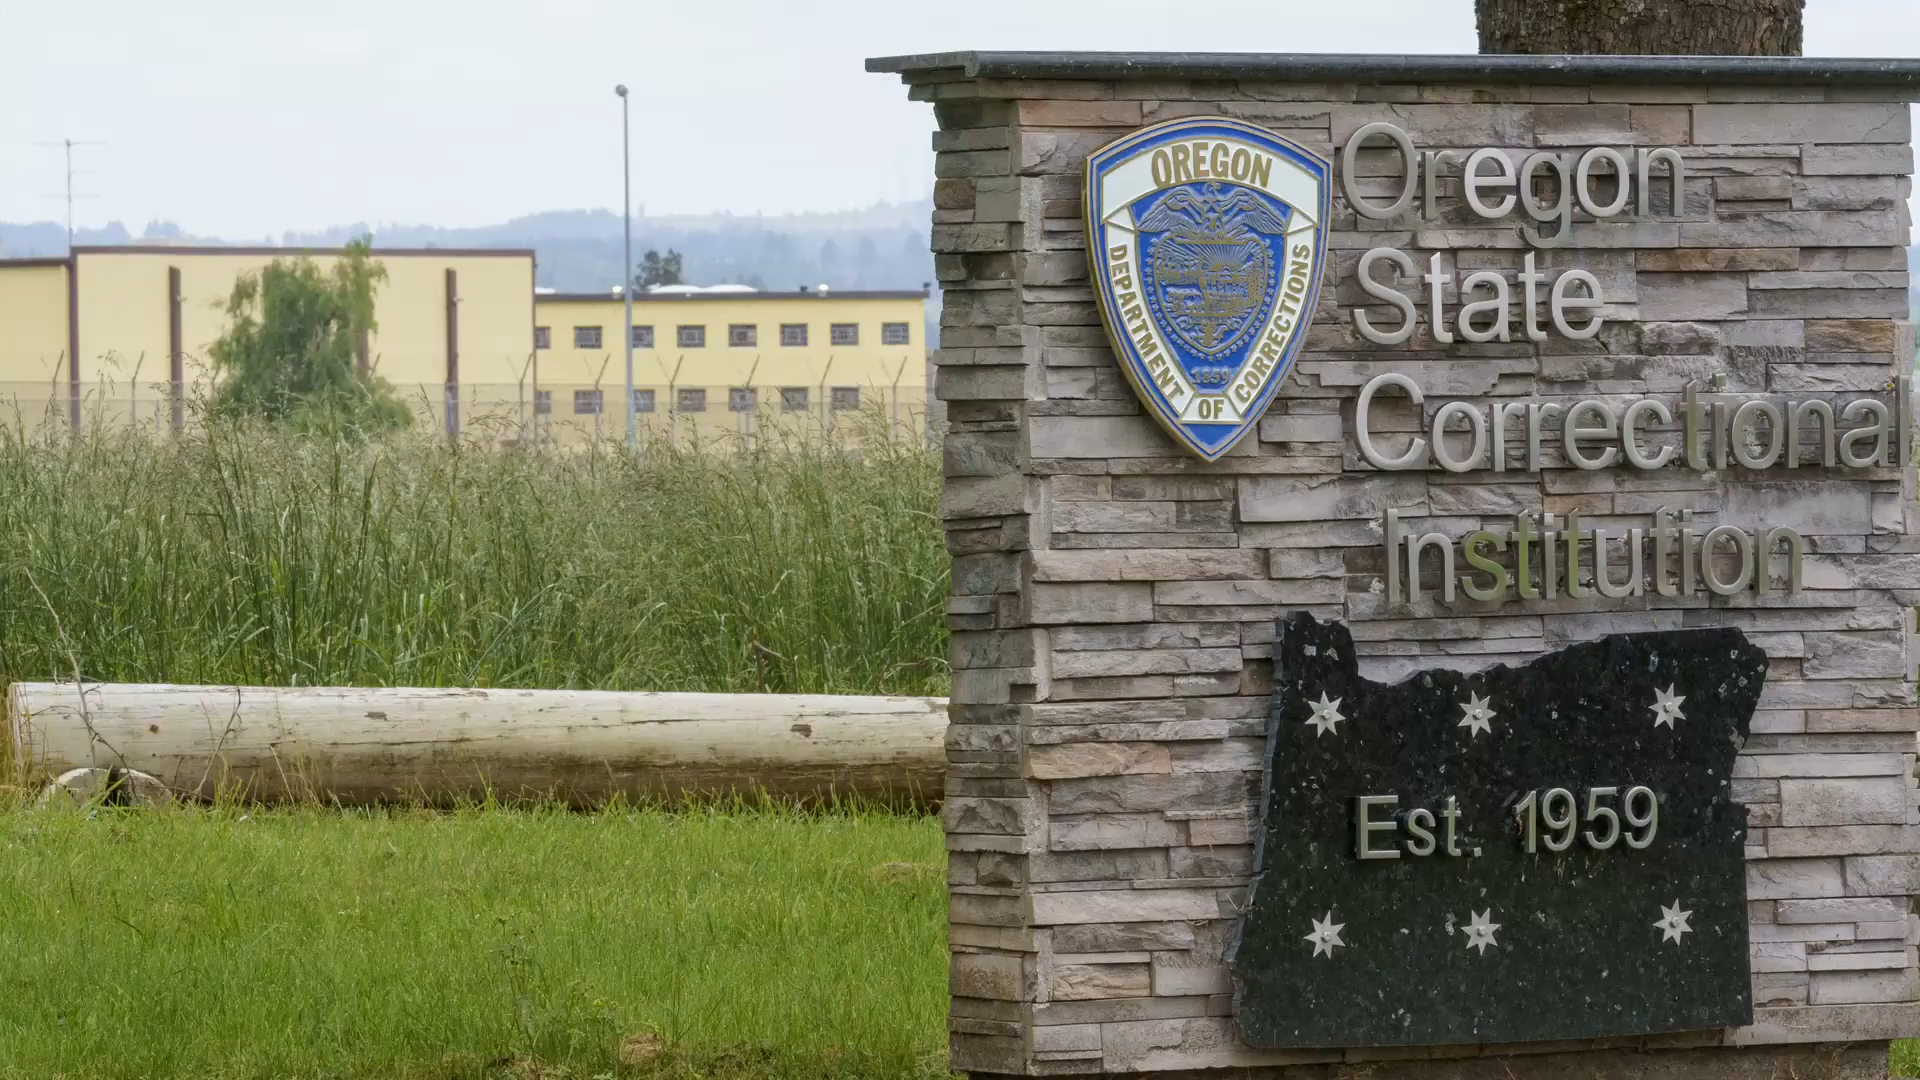 OREGON
DEPARTMENT OF CORRECTIONS
1859
Oregon
State
Correctional
Institution
Est. 1959